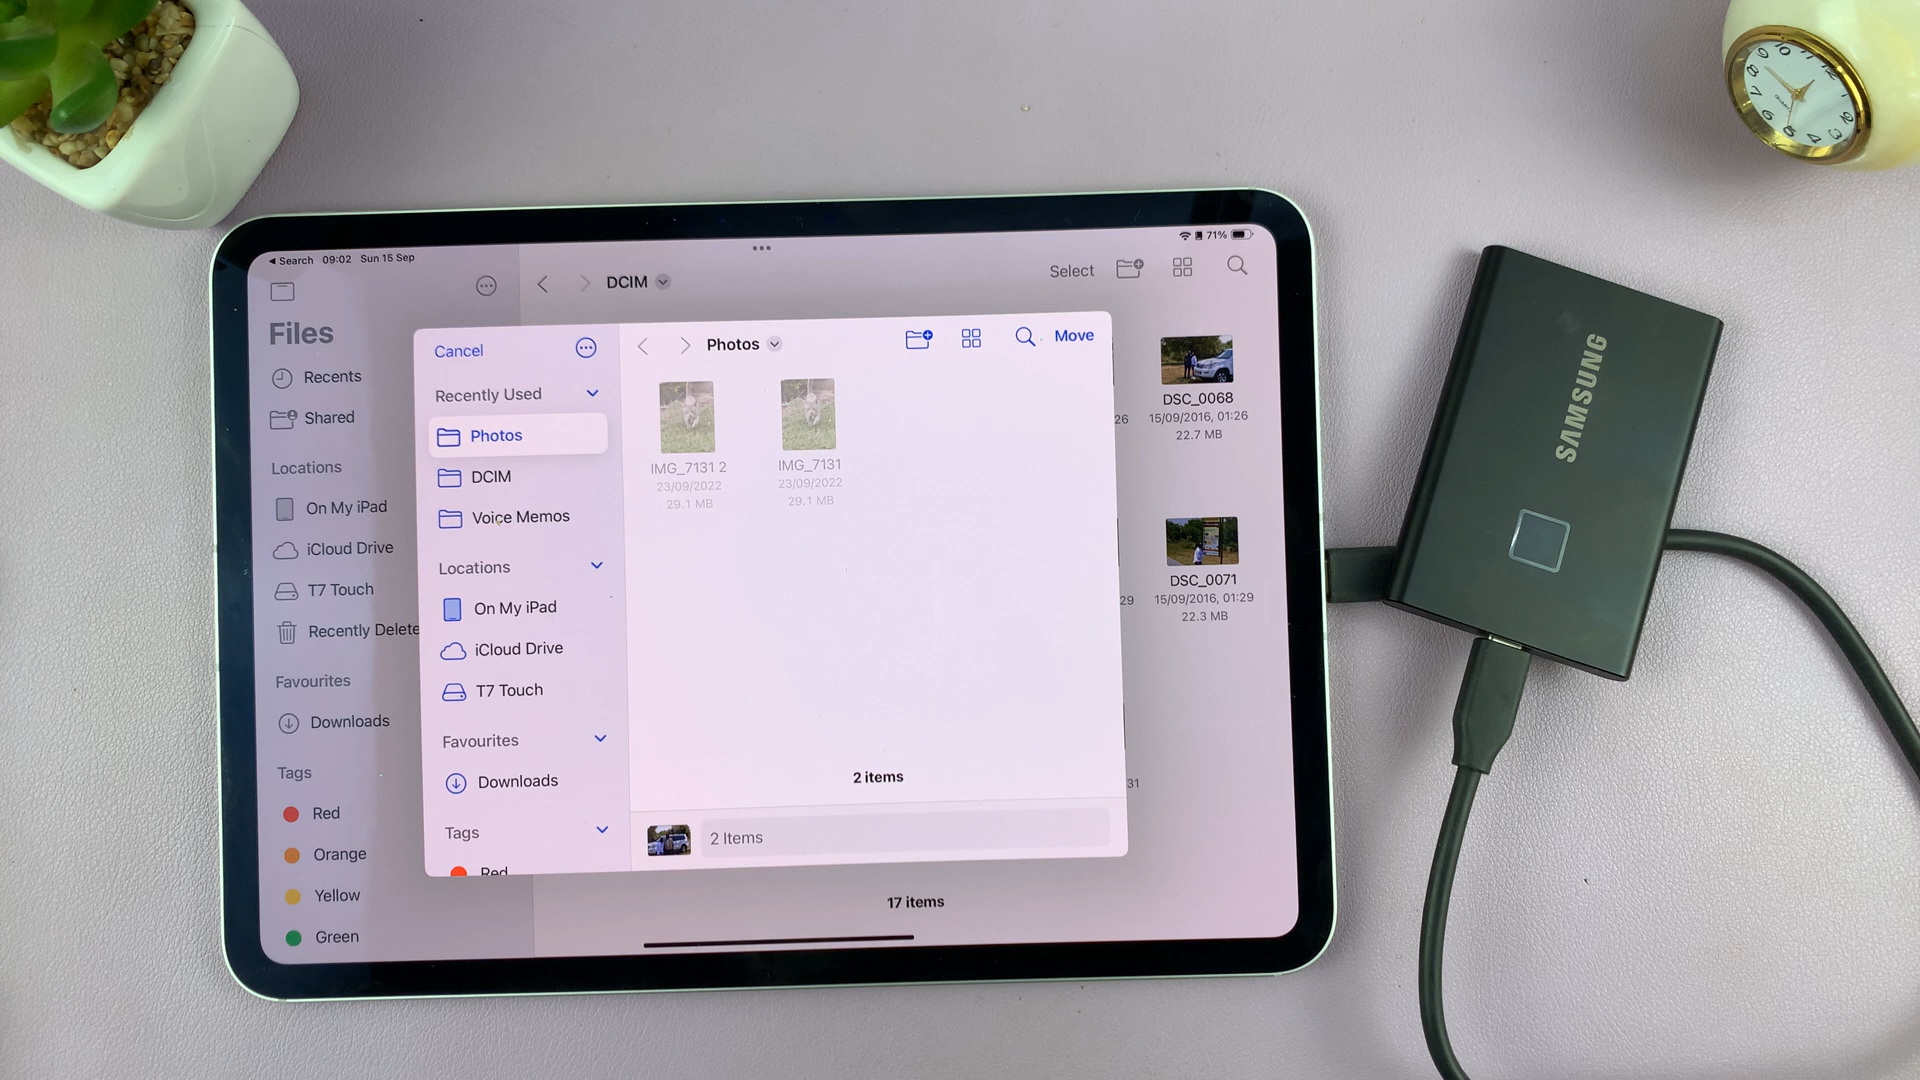 ◀ Search 09:02 Sun 15 Sep
71%
Files
Recents
Shared
Locations
On My iPad
iCloud Drive
T7 Touch
Recently Delete
Favourites
Downloads
Tags
Red
Orange
Yellow
Green
DCIM
Select
Cancel
Recently Used
Photos
DCIM
Voice Memos
Locations
On My iPad
iCloud Drive
T7 Touch
Favourites
Downloads
Tags
Red
Photos
Move
IMG_7131 2
23/09/2022
29.1 MB
IMG_7131
23/09/2022
29.1 MB
2 items
2 Items
26
29
31
DSC_0068
15/09/2016, 01:26
22.7 MB
DSC_0071
15/09/2016, 01:29
22.3 MB
17 items
SAMSUNG